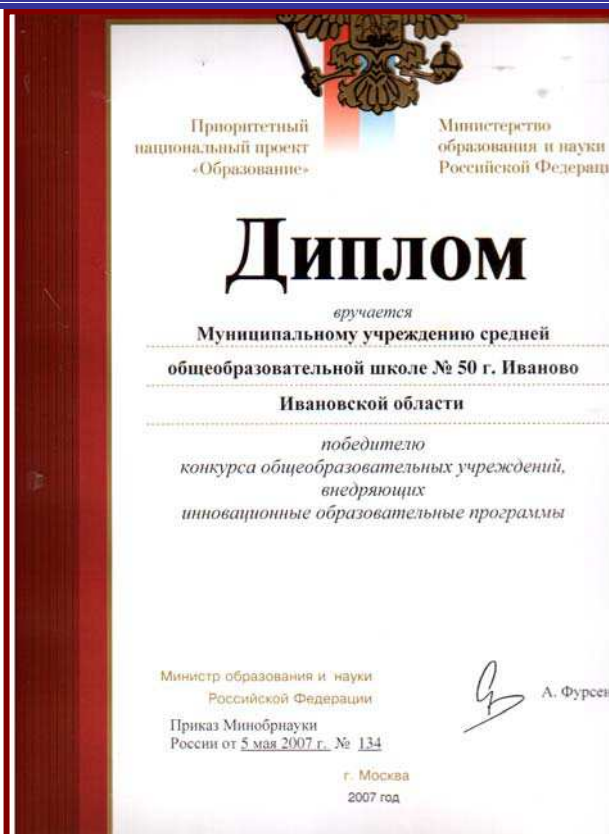 Приоритетный
национальный проект
«Образование»
Министерство
образования и науки
Российской Федераци
Диплом
вручается
Муниципальному учреждению средней
общеобразовательной школе № 50 г. Иваново
Ивановской области
победителю
конкурса общеобразовательных учреждений,
внедряющих
инновационные образовательные программы
Министр образования и науки
Российской Федерации
А. Фурсен
Приказ Минобрнауки
России от 5 мая 2007 г. № 134
г. Москва
2007 год